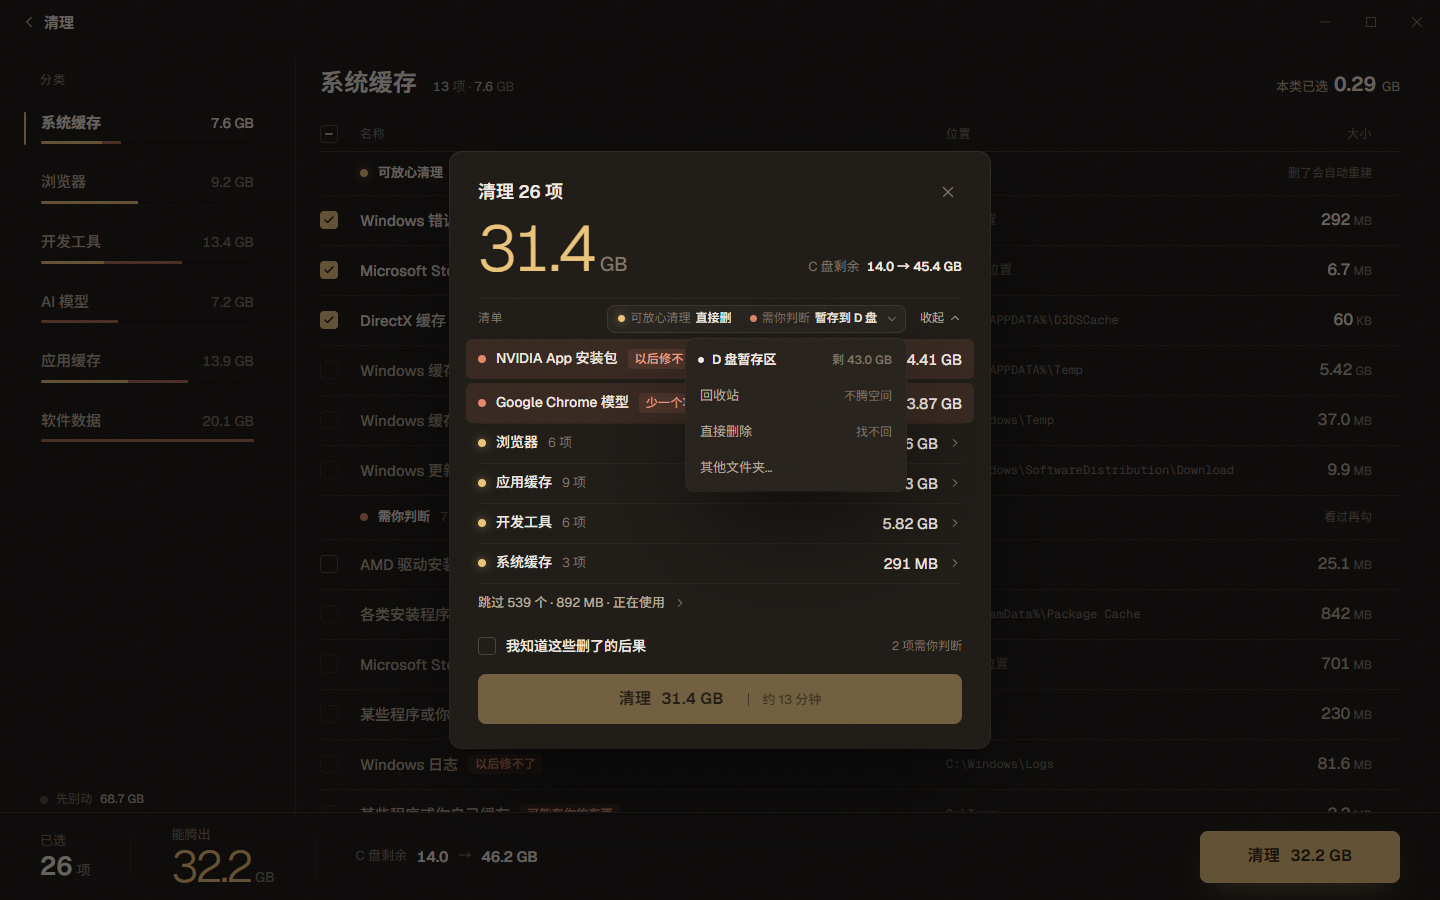 清理
分类
系统缓存 7.6 GB
浏览器 9.2 GB
开发工具 13.4 GB
AI 模型 7.2 GB
应用缓存 13.9 GB
软件数据 20.1 GB
先别动 68.7 GB
系统缓存 13 项 · 7.6 GB
本类已选 0.29 GB
名称 位置 大小
可放心清理 删了会自动重建
Windows 292 MB
Microsoft 位置 6.7 MB
DirectX 缓存 APPDATA%\D3DSCache 60 KB
Windows APPDATA%\Temp 5.42 GB
Windows \Temp 37.0 MB
Windows 更 \SoftwareDistribution\Download 9.9 MB
需你判断 7 看过再勾
AMD 驱动安装 25.1 MB
各类安装程序 Data%\Package Cache 842 MB
Microsoft 701 MB
某些程序或你 230 MB
Windows 日志 以后修不了 C:\Windows\Logs 81.6 MB
清理 26 项
31.4 GB
C 盘剩余 14.0 → 45.4 GB
清单 可放心清理 直接删 需你判断 暂存到 D 盘 收起
NVIDIA App 安装包 以后修不 4.41 GB
Google Chrome 模型 少一个 3.87 GB
浏览器 6 项 6 GB
应用缓存 9 项 3 GB
开发工具 6 项 5.82 GB
系统缓存 3 项 291 MB
D 盘暂存区 剩 43.0 GB
回收站 不腾空间
直接删除 找不回
其他文件夹...
跳过 539 个 · 892 MB · 正在使用
我知道这些删了的后果 2 项需你判断
清理 31.4 GB | 约 13 分钟
已选
26 项
能腾出
32.2 GB
C 盘剩余 14.0 → 46.2 GB
清理 32.2 GB